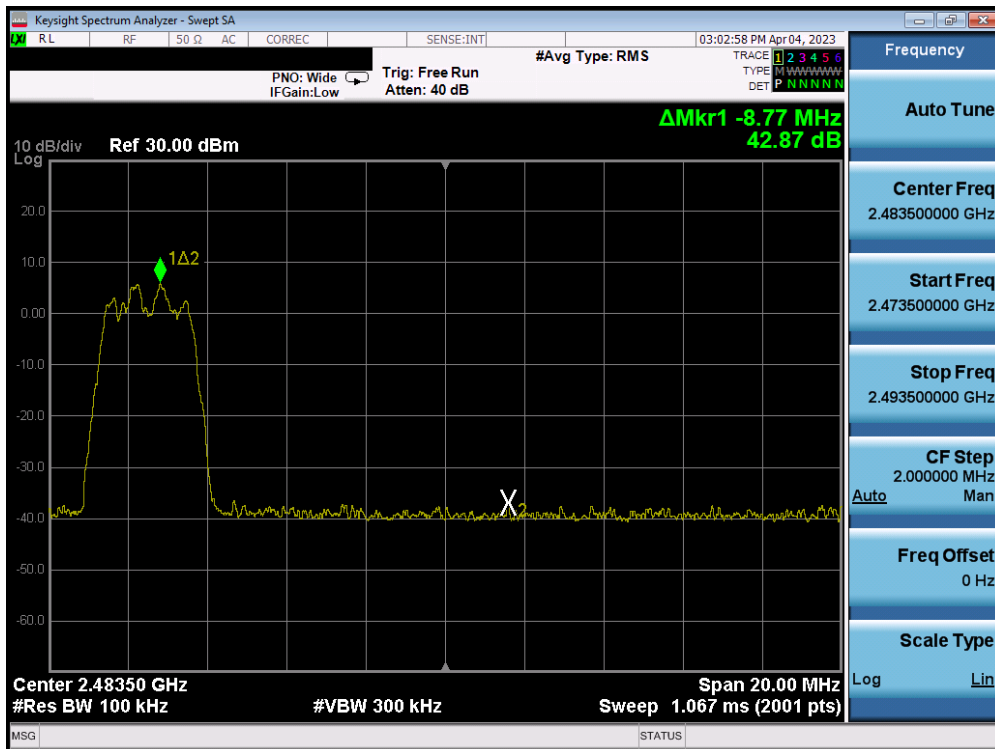 Keysight Spectrum Analyzer - Swept SA
LXI RL RF 50 Ω AC CORREC SENSE:INT 03:02:58 PM Apr 04, 2023
#Avg Type: RMS
PNO: Wide
IFGain:Low
Trig: Free Run
Atten: 40 dB
TRACE 1 2 3 4 5 6
TYPE M WWWWW
DET P N N N N N
ΔMkr1 -8.77 MHz
42.87 dB
10 dB/div
Log
Ref 30.00 dBm
20.0
10.0
0.00
-10.0
-20.0
-30.0
-40.0
-50.0
-60.0
1Δ2
X2
Center 2.48350 GHz
#Res BW 100 kHz
#VBW 300 kHz
Span 20.00 MHz
Sweep 1.067 ms (2001 pts)
MSG
STATUS
Frequency
Auto Tune
Center Freq
2.483500000 GHz
Start Freq
2.473500000 GHz
Stop Freq
2.493500000 GHz
CF Step
2.000000 MHz
Auto Man
Freq Offset
0 Hz
Scale Type
Log Lin